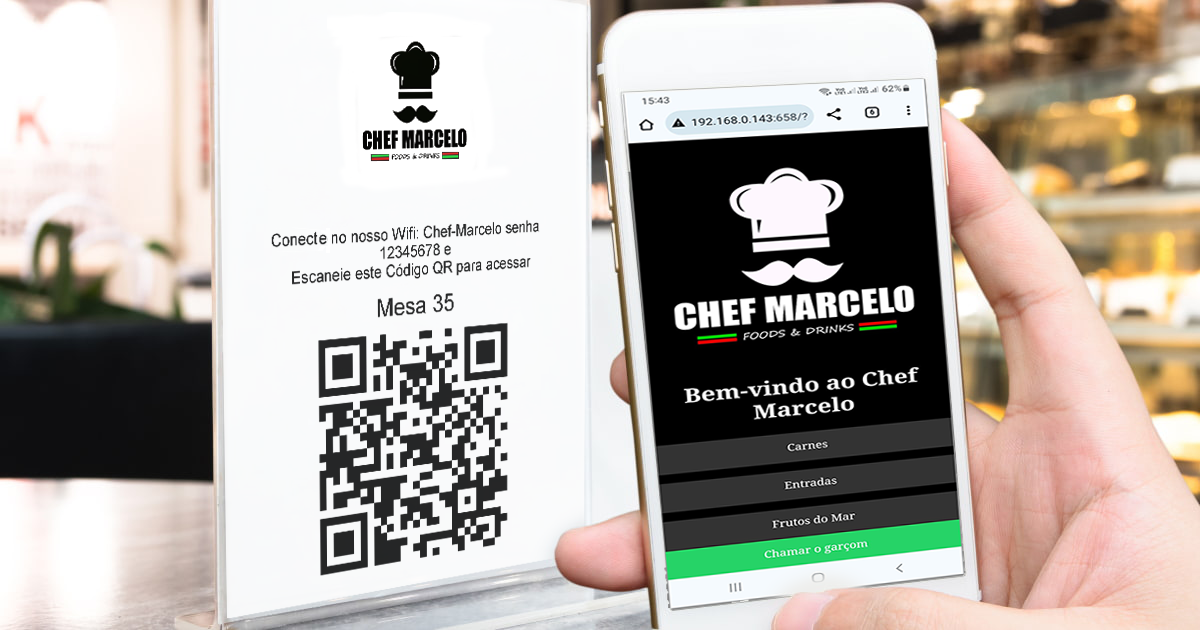 CHEF MARCELO
FOODS & DRINKS
Conecte no nosso Wifi: Chef-Marcelo senha
12345678 e
Escaneie este Código QR para acessar
Mesa 35
15:43
62%
192.168.0.143:658/?
6
CHEF MARCELO
FOODS & DRINKS
Bem-vindo ao Chef
Marcelo
Carnes
Entradas
Frutos do Mar
Chamar o garçom